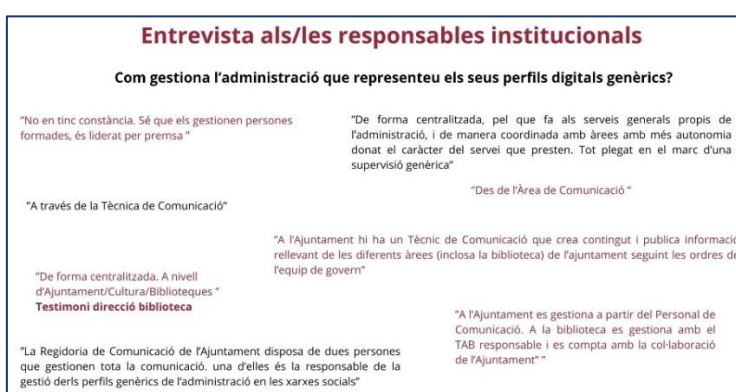 Entrevista als/les responsables institucionals
Com gestiona l'administració que representeu els seus perfils digitals genèrics?
"No en tinc constància. Sé que els gestionen persones
formades, és liderat per premsa "
"De forma centralitzada, pel que fa als serveis generals propis de
l'administració, i de manera coordinada amb àrees amb més autonomia
donat el caràcter del servei que presten. Tot plegat en el marc d'una
supervisió genèrica"
"Des de l'Àrea de Comunicació "
"A través de la Tècnica de Comunicació"
"A l'Ajuntament hi ha un Tècnic de Comunicació que crea contingut i publica informació
rellevant de les diferents àrees (inclosa la biblioteca) de l'ajuntament seguint les ordres de
l'equip de govern"
"De forma centralitzada. A nivell
d'Ajuntament/Cultura/Biblioteques "
Testimoni direcció biblioteca
"A l'Ajuntament es gestiona a partir del Personal de
Comunicació. A la biblioteca es gestiona amb el
TAB responsable i es compta amb la col·laboració
de l'Ajuntament" "
"La Regidoria de Comunicació de l'Ajuntament disposa de dues persones
que gestionen tota la comunicació. una d'elles és la responsable de la
gestió derls perfils genèrics de l'administració en les xarxes socials"